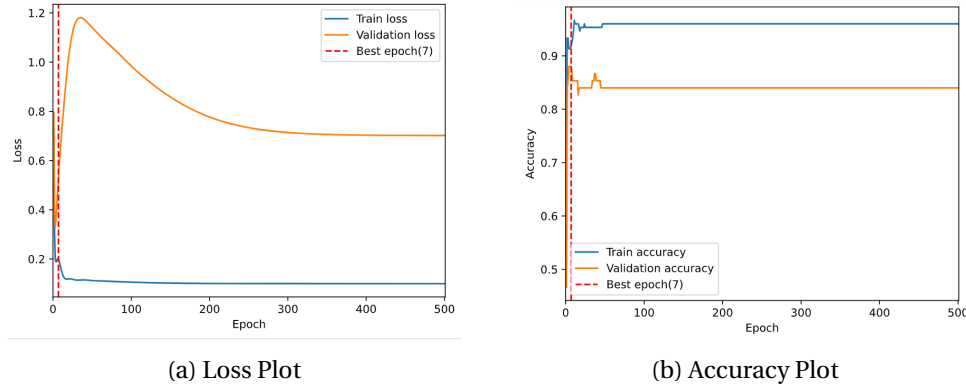 1.2
1.0
0.8
0.6
0.4
0.2
Loss
Train loss
Validation loss
Best epoch(7)
0 100 200 300 400 500
Epoch
(a) Loss Plot
0.9
0.8
0.7
0.6
0.5
Accuracy
Train accuracy
Validation accuracy
Best epoch(7)
0 100 200 300 400 500
Epoch
(b) Accuracy Plot